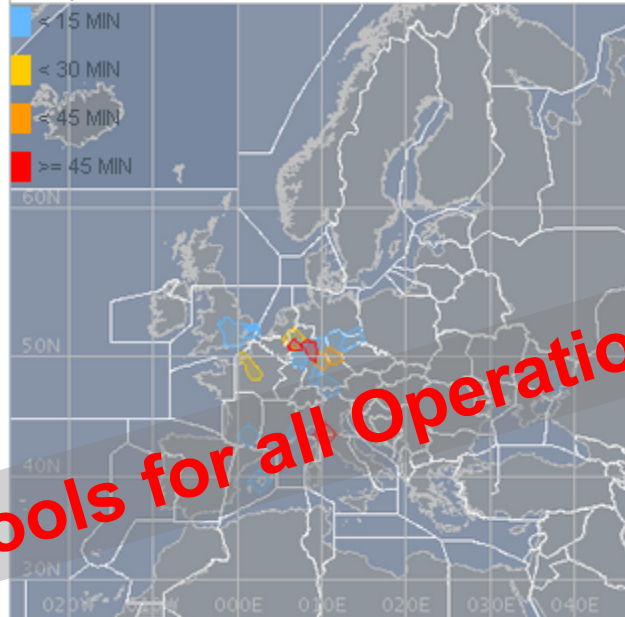 < 15 MIN
< 30 MIN
< 45 MIN
>= 45 MIN
60N
50N
40N
30N
ools for all Operatio
020W 000E 010E 020E 030E 040E